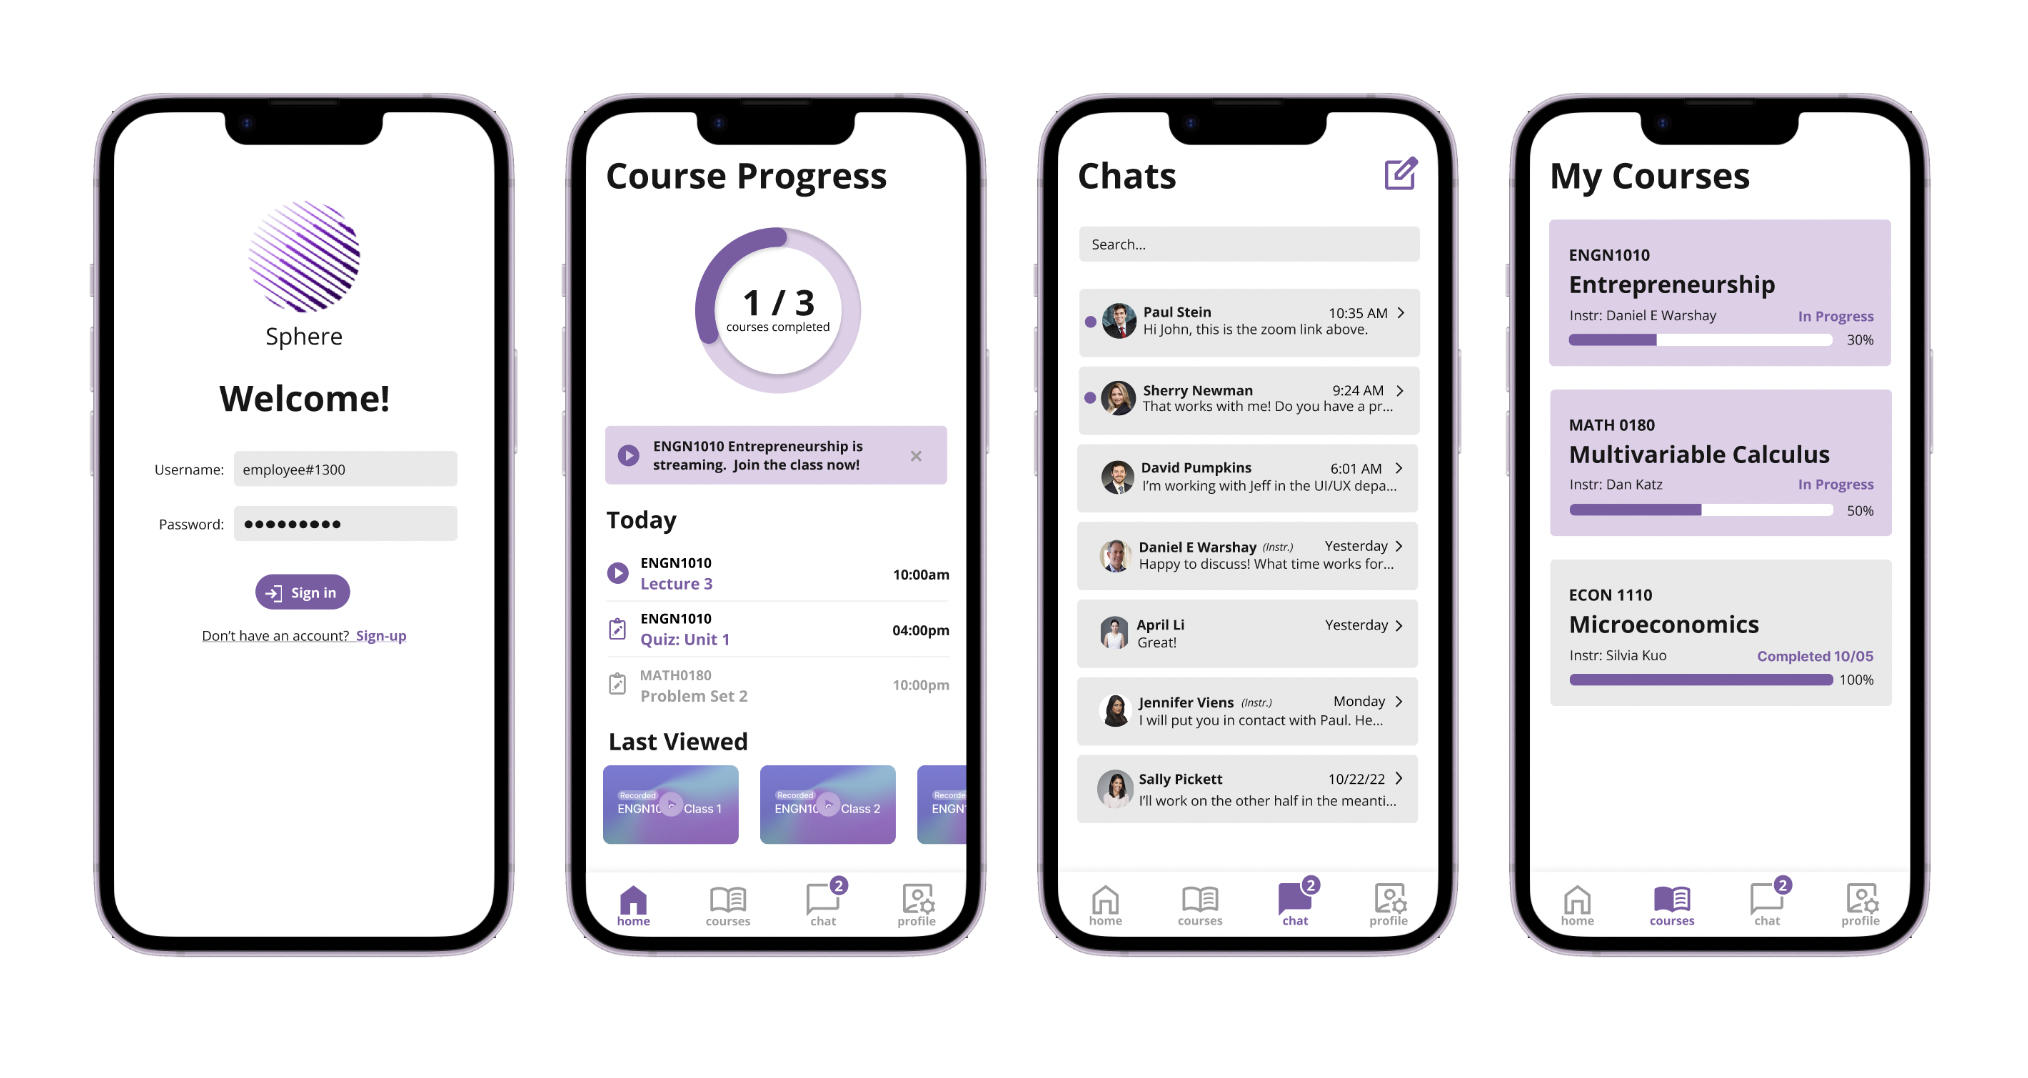 Sphere
Welcome!
Username: employee#1300
Password:
Sign in
Don't have an account? Sign-up
Course Progress
1 / 3
courses completed
ENGN1010 Entrepreneurship is
streaming. Join the class now!
Today
ENGN1010
Lecture 3
10:00am
ENGN1010
Quiz: Unit 1
04:00pm
MATH0180
Problem Set 2
10:00pm
Last Viewed
Recorded
Class 1
Recorded
Class 2
home
courses
2
chat
profile
Chats
Search...
Paul Stein 10:35 AM
Hi John, this is the zoom link above.
Sherry Newman 9:24 AM
That works with me! Do you have a pr...
David Pumpkins 6:01 AM
I'm working with Jeff in the UI/UX depa...
Daniel E Warshay (Instr.) Yesterday
Happy to discuss! What time works for...
April Li Yesterday
Great!
Jennifer Viens (Instr.) Monday
I will put you in contact with Paul. He...
Sally Pickett 10/22/22
I'll work on the other half in the meanti...
home
courses
2
chat
profile
My Courses
ENGN1010
Entrepreneurship
Instr: Daniel E Warshay In Progress
30%
MATH 0180
Multivariable Calculus
Instr: Dan Katz In Progress
50%
ECON 1110
Microeconomics
Instr: Silvia Kuo Completed 10/05
100%
home
courses
2
chat
profile